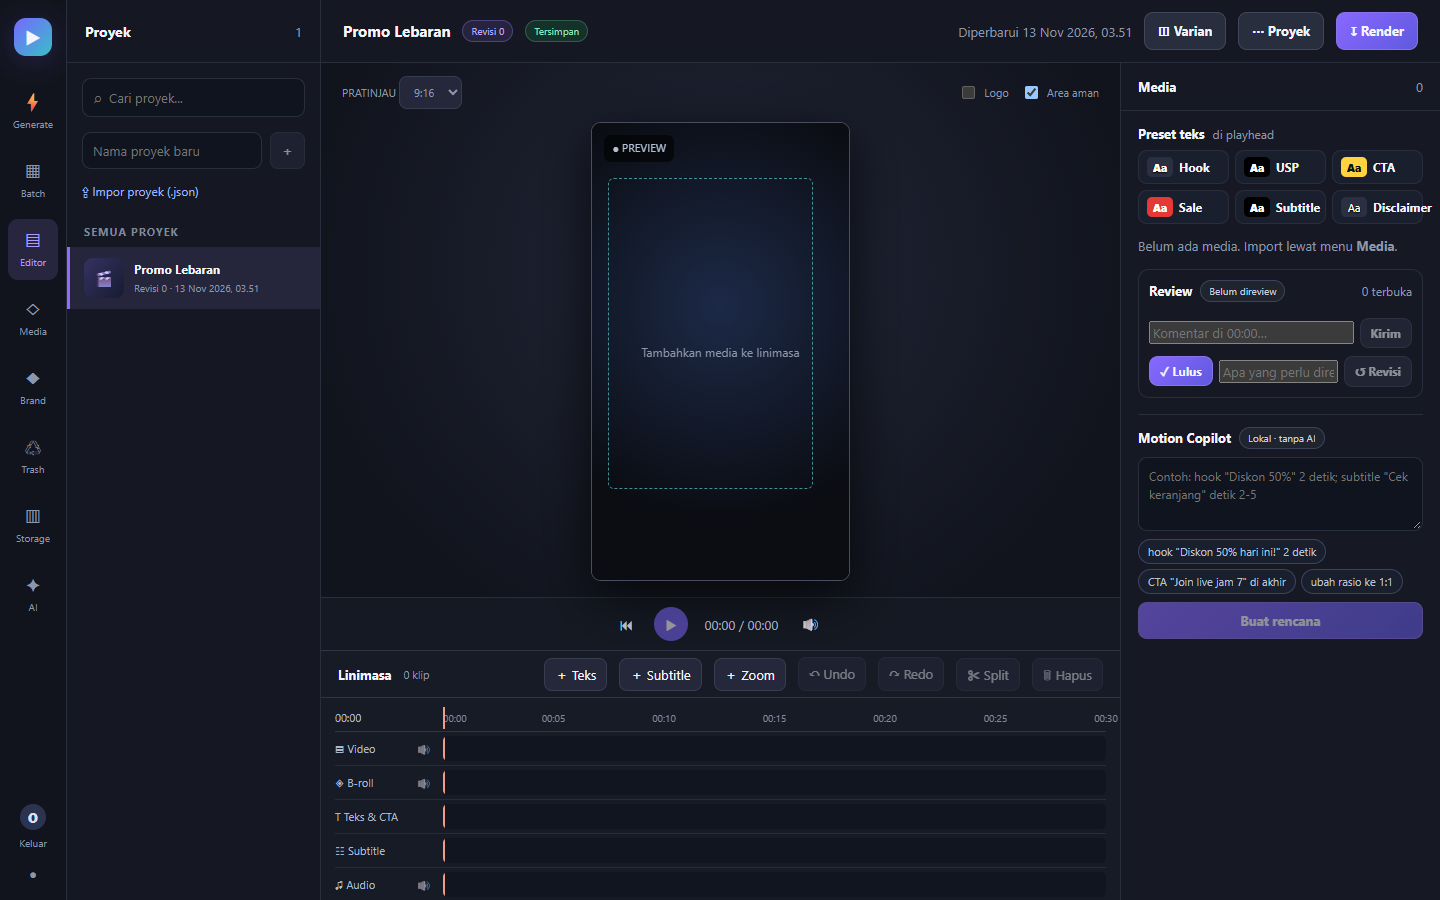 Generate
Batch
Editor
Media
Brand
Trash
Storage
AI
O
Keluar
Proyek 1
Cari proyek...
Nama proyek baru +
Impor proyek (.json)
SEMUA PROYEK
Promo Lebaran
Revisi 0 · 13 Nov 2026, 03.51
Promo Lebaran Revisi 0 Tersimpan
Diperbarui 13 Nov 2026, 03.51 Varian ··· Proyek Render
PRATINJAU 9:16 Logo Area aman
● PREVIEW
Tambahkan media ke linimasa
00:00 / 00:00
Linimasa 0 klip + Teks + Subtitle + Zoom Undo Redo Split Hapus
00:00 00:00 00:05 00:10 00:15 00:20 00:25 00:30
Video
B-roll
T Teks & CTA
Subtitle
♫ Audio
Media 0
Preset teks di playhead
Aa Hook Aa USP Aa CTA
Aa Sale Aa Subtitle Aa Disclaimer
Belum ada media. Import lewat menu Media.
Review Belum direview 0 terbuka
Komentar di 00:00... Kirim
✓ Lulus Apa yang perlu dire ↺ Revisi
Motion Copilot Lokal · tanpa AI
Contoh: hook "Diskon 50%" 2 detik; subtitle "Cek
keranjang" detik 2-5
hook "Diskon 50% hari ini!" 2 detik
CTA "Join live jam 7" di akhir ubah rasio ke 1:1
Buat rencana